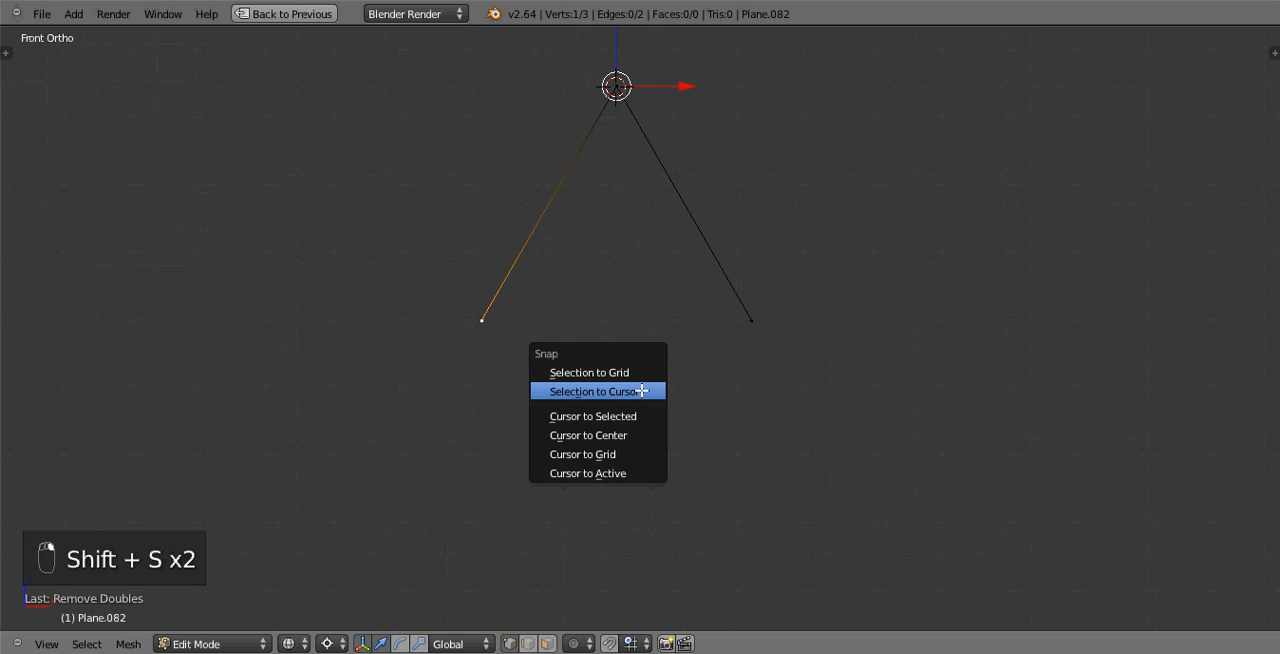 File Add Render Window Help Back to Previous Blender Render v2.64 | Verts:1/3 | Edges:0/2 | Faces:0/0 | Tris:0 | Plane.082
Front Ortho
Snap
Selection to Grid
Selection to Cursor
Cursor to Selected
Cursor to Center
Cursor to Grid
Cursor to Active
Shift + S x2
Last: Remove Doubles
(1) Plane.082
View Select Mesh Edit Mode Global